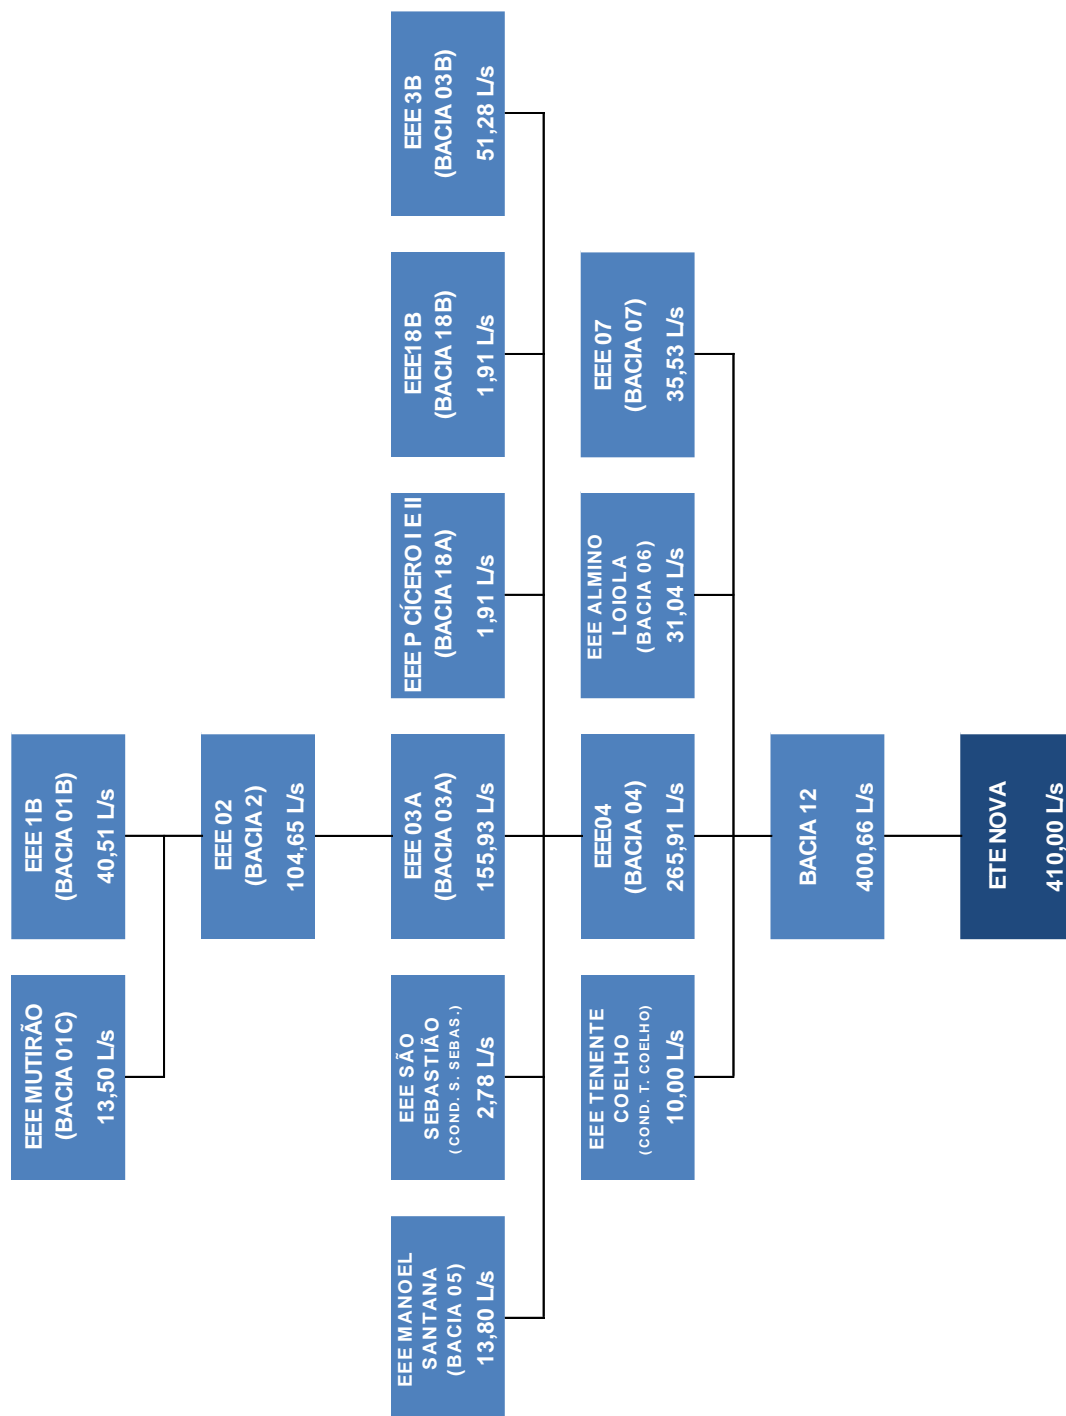 EEE MUTIRÃO
(BACIA 01C)
13,50 L/s
EEE 1B
(BACIA 01B)
40,51 L/s
EEE 02
(BACIA 2)
104,65 L/s
EEE MANOEL
SANTANA
(BACIA 05)
13,80 L/s
EEE SÃO
SEBASTIÃO
(COND. S. SEBAS.)
2,78 L/s
EEE 03A
(BACIA 03A)
155,93 L/s
EEE P CÍCERO I E II
(BACIA 18A)
1,91 L/s
EEE18B
(BACIA 18B)
1,91 L/s
EEE 3B
(BACIA 03B)
51,28 L/s
EEE TENENTE
COELHO
(COND. T. COELHO)
10,00 L/s
EEE04
(BACIA 04)
265,91 L/s
EEE ALMINO
LOIOLA
(BACIA 06)
31,04 L/s
EEE 07
(BACIA 07)
35,53 L/s
BACIA 12
400,66 L/s
ETE NOVA
410,00 L/s